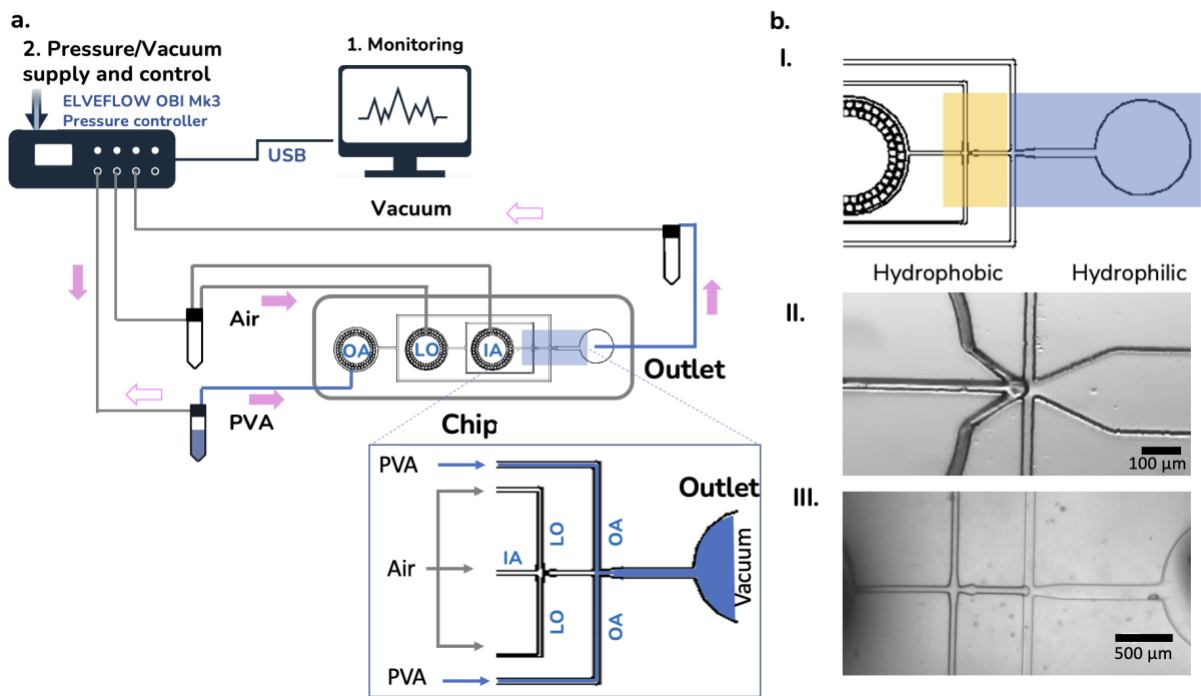 a.
2. Pressure/Vacuum
supply and control
ELVEFLOW OBI Mk3
Pressure controller
1. Monitoring
USB
Vacuum
Air
PVA
OA
LO
IA
Outlet
Chip
PVA
Air
PVA
IA
LO
LO
OA
OA
Outlet
Vacuum
b.
I.
Hydrophobic
Hydrophilic
II.
100 µm
III.
500 µm